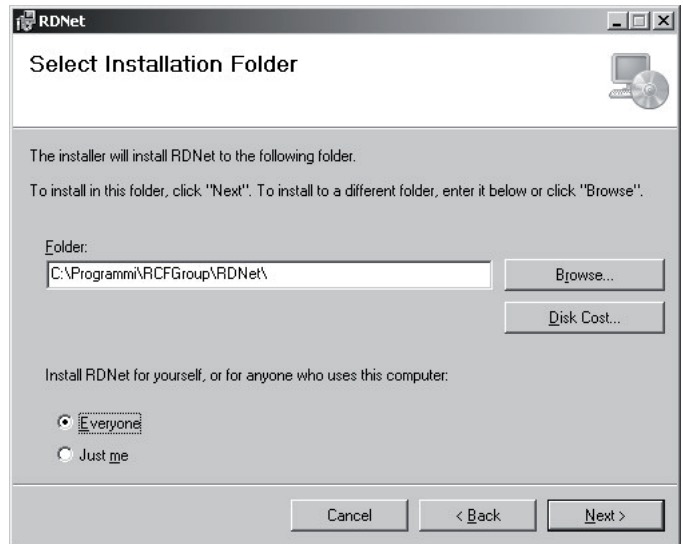 RDNet
Select Installation Folder
The installer will install RDNet to the following folder.
To install in this folder, click "Next". To install to a different folder, enter it below or click "Browse".
Folder:
C:\Programmi\RCFGroup\RDNet\
Browse...
Disk Cost...
Install RDNet for yourself, or for anyone who uses this computer:
Everyone
Just me
Cancel
< Back
Next >